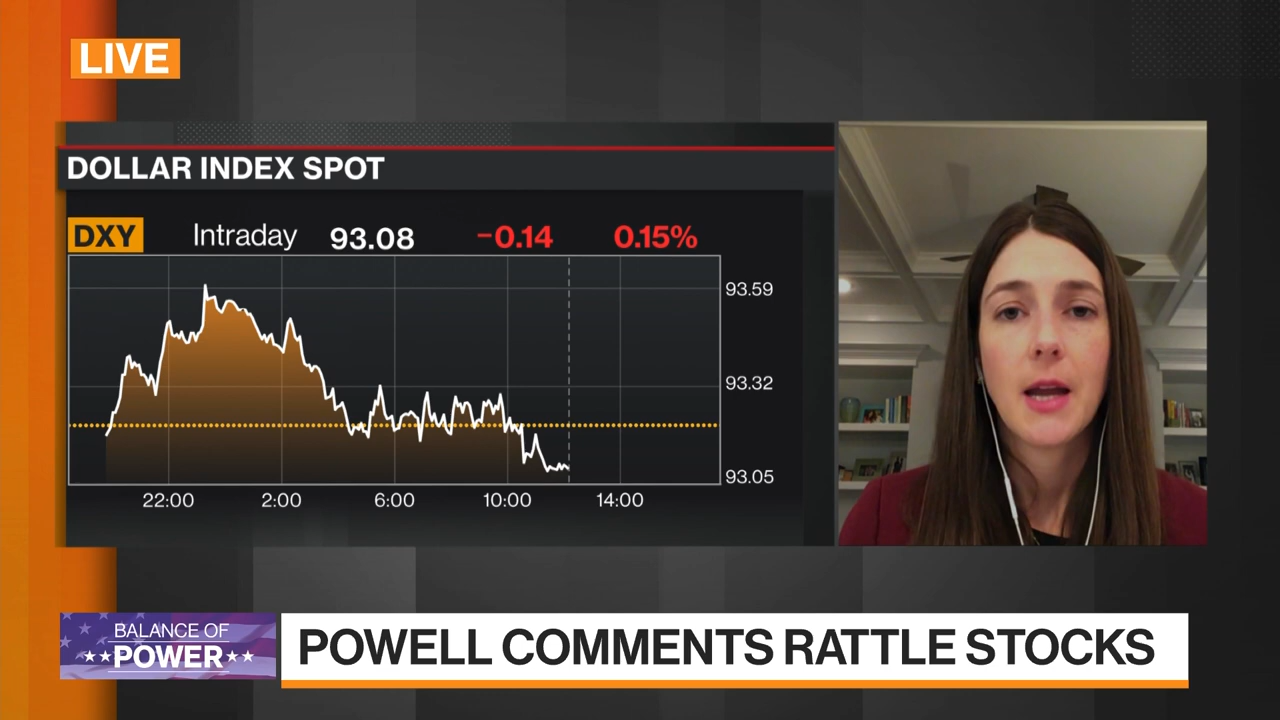 LIVE
DOLLAR INDEX SPOT
DXY Intraday 93.08 -0.14 0.15%
93.59
93.32
93.05
22:00 2:00 6:00 10:00 14:00
BALANCE OF
POWER
POWELL COMMENTS RATTLE STOCKS